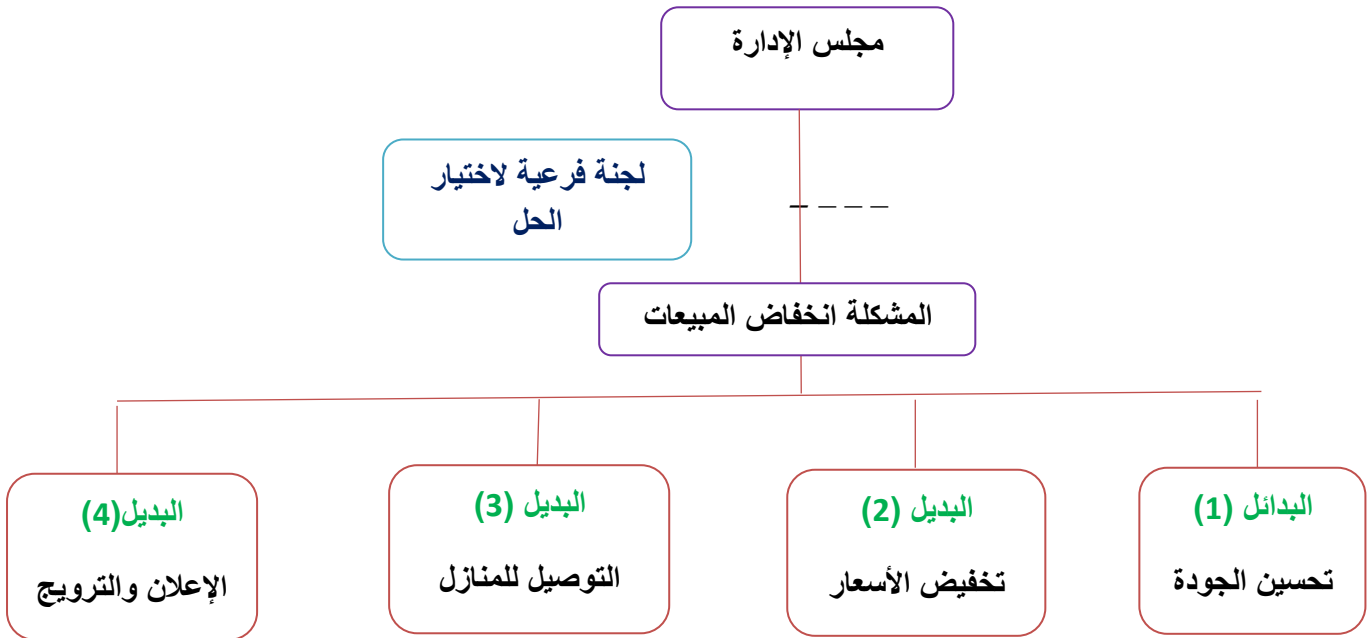 مجلس الإدارة
لجنة فرعية لاختيار
الحل
المشكلة انخفاض المبيعات
البدائل (1)
تحسين الجودة
البديل (2)
تخفيض الأسعار
البديل (3)
التوصيل للمنازل
البديل(4)
الإعلان والترويج